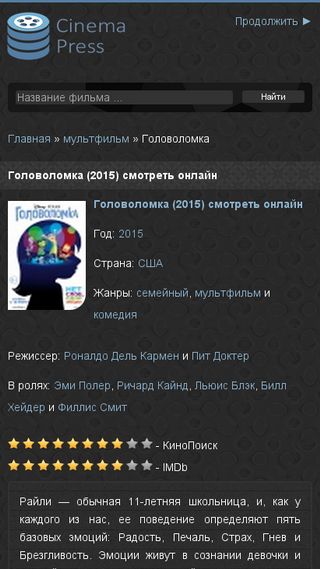 Cinema
Press
Продолжить ►
Название фильма ...
Найти
Главная » мультфильм » Головоломка
Головоломка (2015) смотреть онлайн
Головоломка (2015) смотреть онлайн
Год: 2015
Страна: США
Жанры: семейный, мультфильм и
комедия
Disney PIXAR
ГОЛОВОЛОМКА
Режиссер: Роналдо Дель Кармен и Пит Доктер
В ролях: Эми Полер, Ричард Кайнд, Льюис Блэк, Билл
Хейдер и Филлис Смит
- КиноПоиск
- IMDb
Райли — обычная 11-летняя школьница, и, как у
каждого из нас, ее поведение определяют пять
базовых эмоций: Радость, Печаль, Страх, Гнев и
Брезгливость. Эмоции живут в сознании девочки и